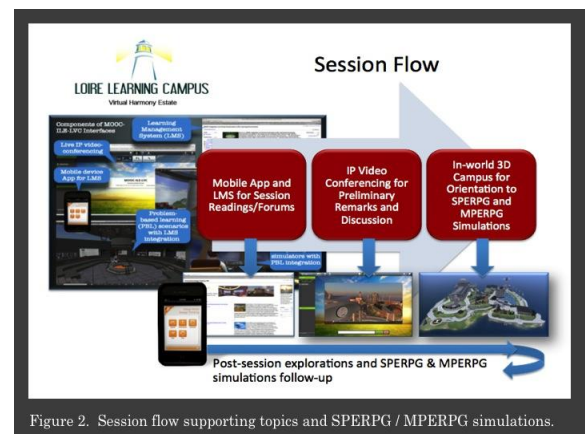 LOIRE LEARNING CAMPUS
Virtual Harmony Estate
Session Flow
Components of MOOC-
ILE-LVC Interfaces
Learning
Management
System (LMS)
Live IP video-
conferencing
Mobile device
App for LMS
Problem-
based learning
(PBL) scenarios
with LMS
integration
simulators with
PBL integration
Mobile App and
LMS for Session
Readings/Forums
IP Video
Conferencing for
Preliminary
Remarks and
Discussion
In-world 3D
Campus for
Orientation to
SPERPG and
MPERPG
Simulations
Post-session explorations and SPERPG & MPERPG
simulations follow-up
Figure 2. Session flow supporting topics and SPERPG / MPERPG simulations.